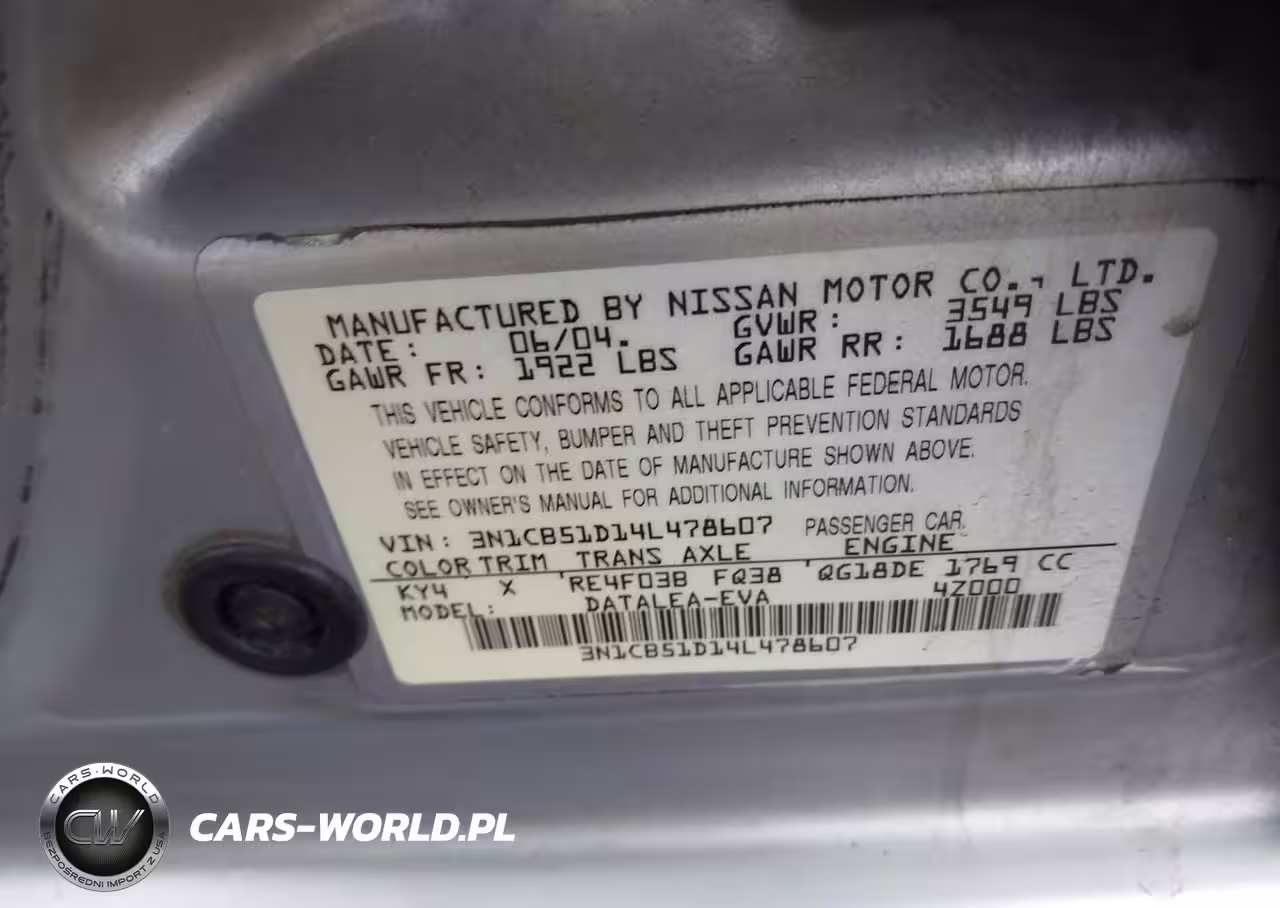 MANUFACTURED BY NISSAN MOTOR CO., LTD.
DATE: 06/04. GVWR: 3549 LBS
GAWR FR: 1922 LBS GAWR RR: 1688 LBS
THIS VEHICLE CONFORMS TO ALL APPLICABLE FEDERAL MOTOR.
VEHICLE SAFETY, BUMPER AND THEFT PREVENTION STANDARDS
IN EFFECT ON THE DATE OF MANUFACTURE SHOWN ABOVE.
SEE OWNER'S MANUAL FOR ADDITIONAL INFORMATION.
VIN: 3N1CB51D14L478607 PASSENGER CAR.
COLOR TRIM TRANS AXLE ENGINE
KY4 X RE4F03B FQ38 QG18DE 1769 CC
MODEL: DATALEA-EVA 4Z000
3N1CB51D14L478607
CARS-WORLD
CW
BEZPOŚREDNI IMPORT Z USA
CARS-WORLD.PL